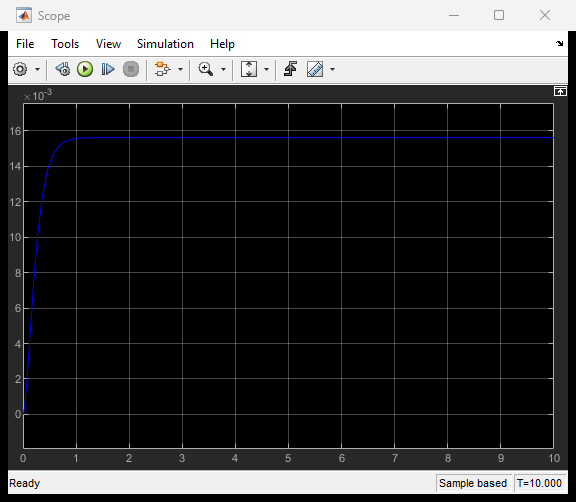 Scope
File Tools View Simulation Help
×10-3
16
14
12
10
8
6
4
2
0
0 1 2 3 4 5 6 7 8 9 10
Ready Sample based T=10.000